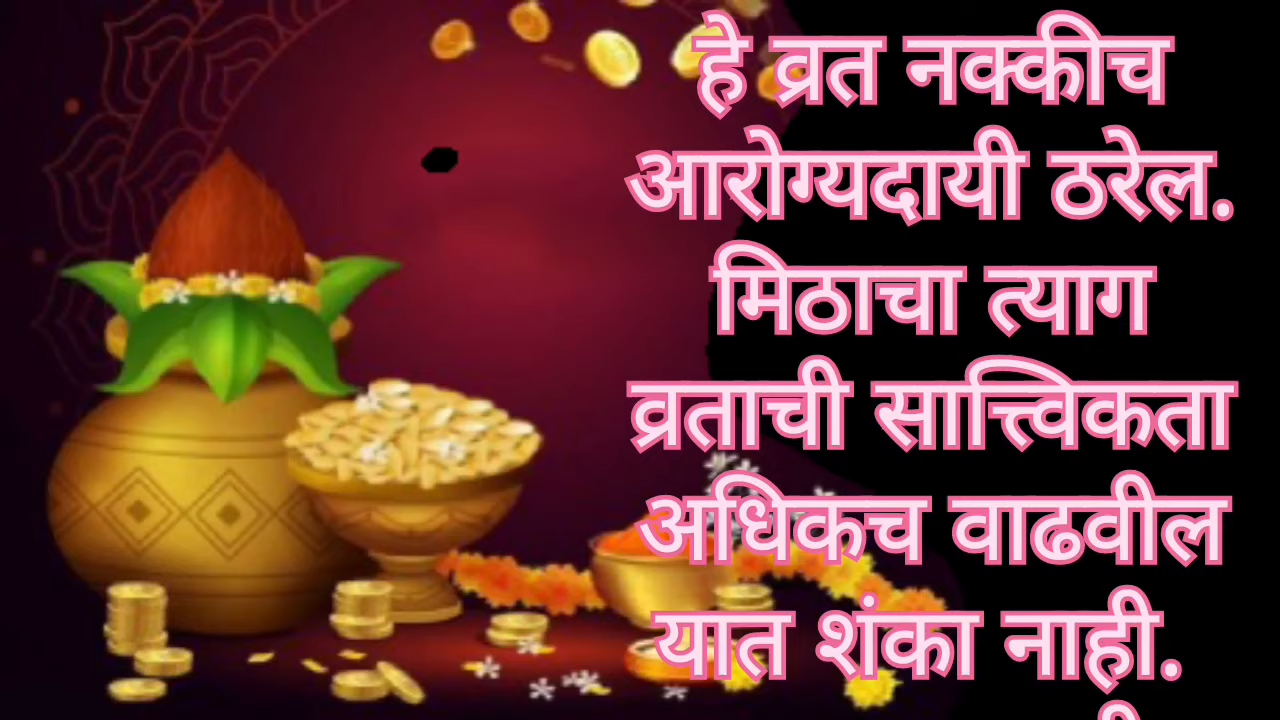 हे व्रत नक्कीच
आरोग्यदायी ठरेल.
मिठाचा त्याग
व्रताची सात्त्विकता
अधिकच वाढवील
यात शंका नाही.